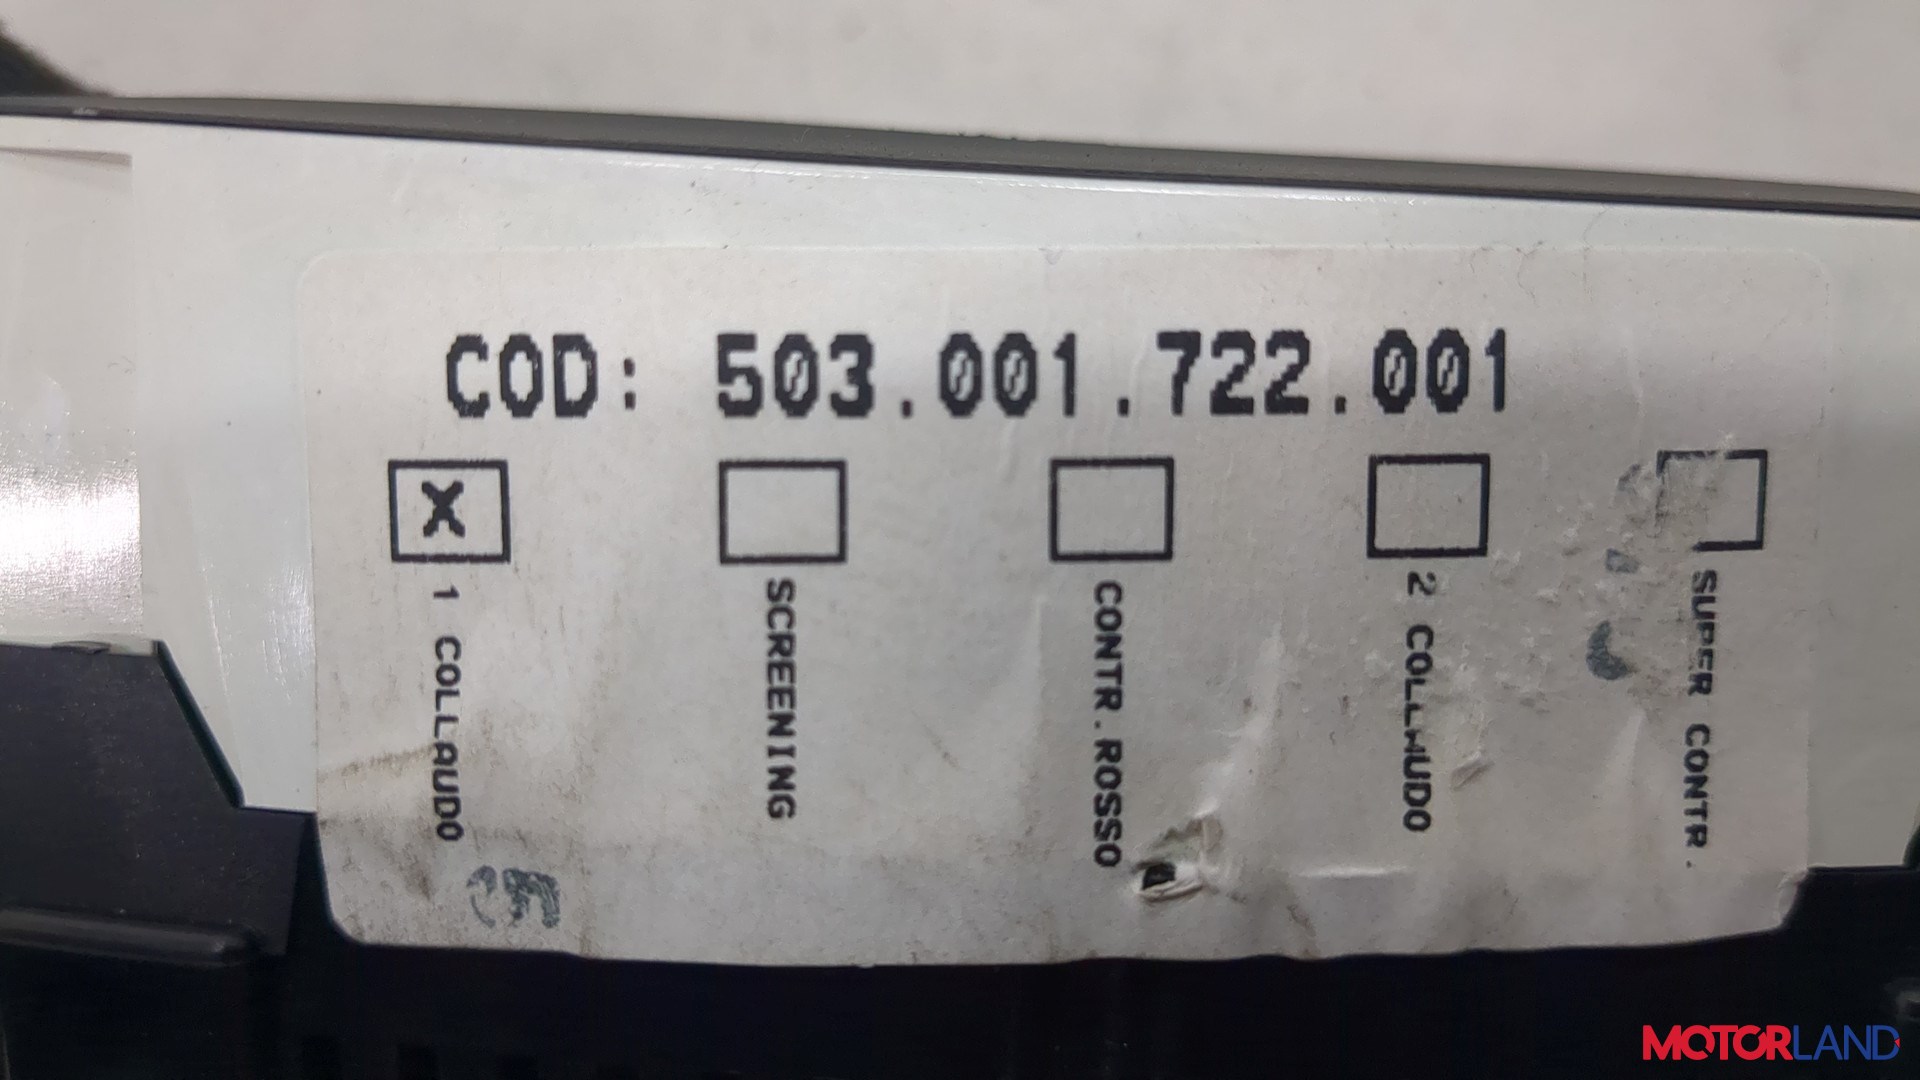 COD: 503.001.722.001
X
1 COLLAUDO
SCREENING
CONTR.ROSSO
2 COLLAUDO
SUPER CONTR.
MOTORLAND